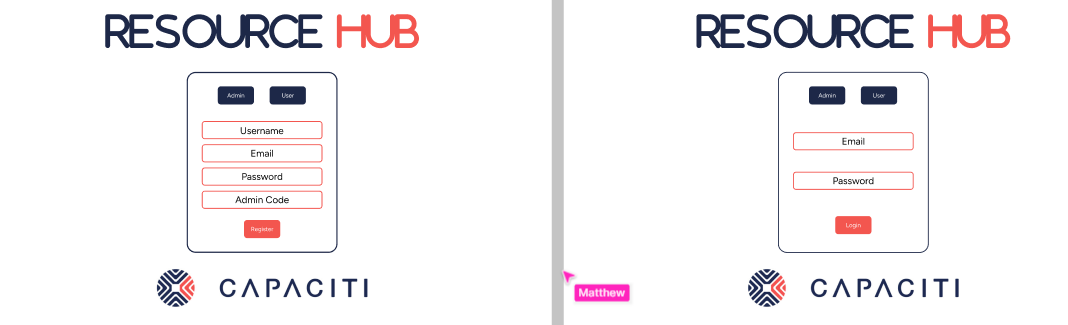 RESOURCE HUB
Admin User
Username
Email
Password
Admin Code
Register
CAPACITI
RESOURCE HUB
Admin User
Email
Password
Login
CAPACITI
Matthew